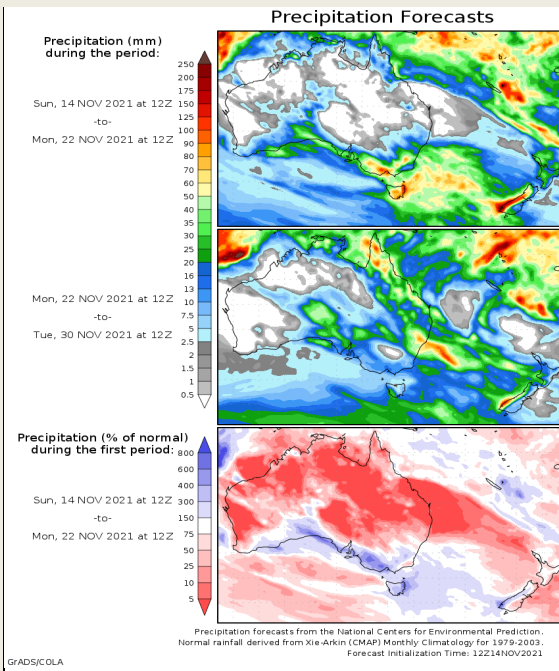 Precipitation Forecasts
Precipitation (mm)
during the period:
Sun, 14 NOV 2021 at 12Z
-to-
Mon, 22 NOV 2021 at 12Z
250
200
175
150
125
100
90
80
70
60
50
40
35
30
25
20
16
13
10
7.5
5
2.5
2
1.5
1
0.5
Mon, 22 NOV 2021 at 12Z
-to-
Tue, 30 NOV 2021 at 12Z
Precipitation (% of normal)
during the first period:
Sun, 14 NOV 2021 at 12Z
-to-
Mon, 22 NOV 2021 at 12Z
800
600
400
300
150
75
50
25
10
5
Precipitation forecasts from the National Centers for Environmental Prediction.
Normal rainfall derived from Xie-Arkin (CMAP) Monthly Climatology for 1979-2003.
Forecast Initialization Time: 12Z14NOV2021
GrADS/COLA